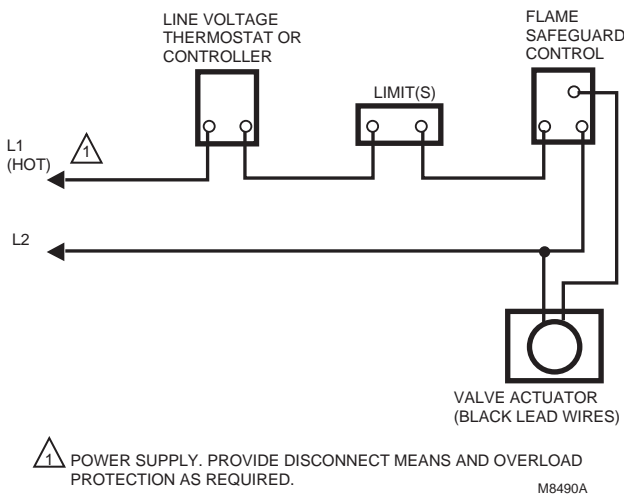 LINE VOLTAGE
THERMOSTAT OR
CONTROLLER
FLAME
SAFEGUARD
CONTROL
LIMIT(S)
L1
(HOT)
1
L2
VALVE ACTUATOR
(BLACK LEAD WIRES)
1 POWER SUPPLY. PROVIDE DISCONNECT MEANS AND OVERLOAD
PROTECTION AS REQUIRED.
M8490A